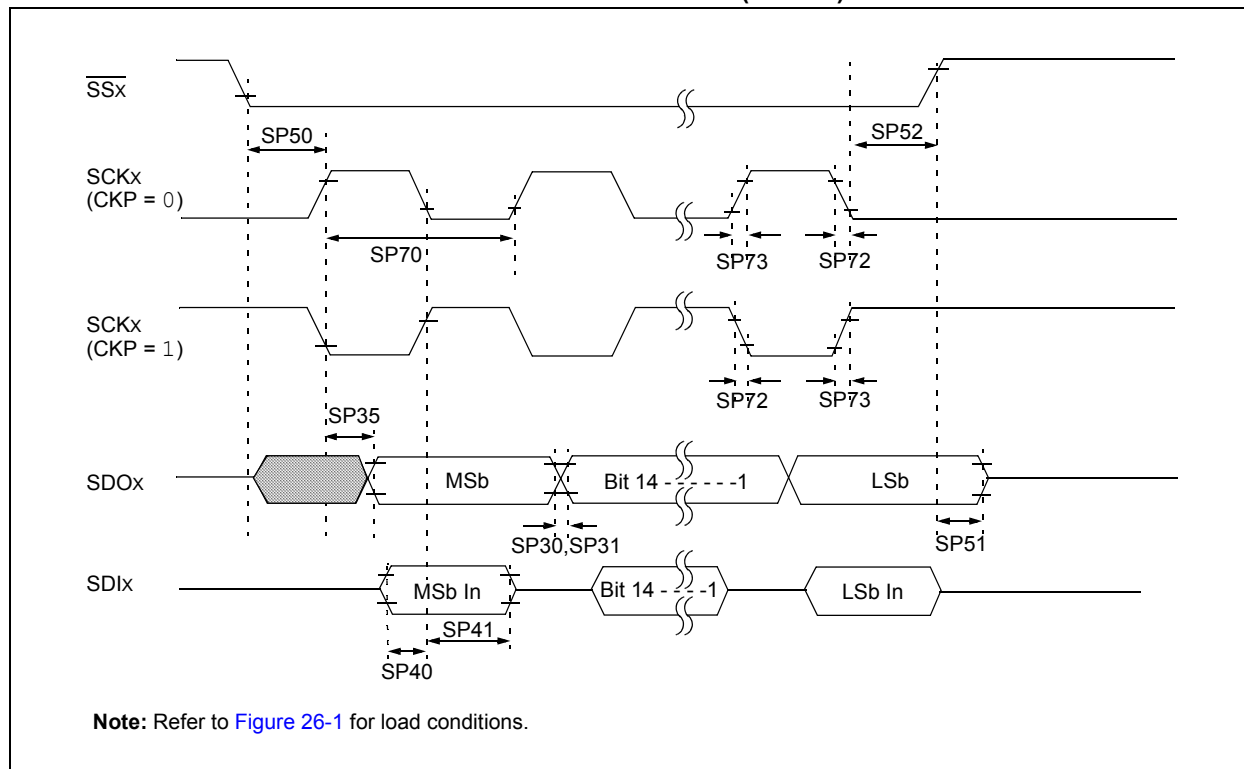 SSx
SP50
SP52
SCKx
(CKP = 0)
SP70
SP73
SP72
SCKx
(CKP = 1)
SP72
SP73
SP35
SDOx
MSb
Bit 14 - - - - - -1
LSb
SP30,SP31
SP51
SDIx
MSb In
Bit 14 - - - -1
LSb In
SP41
SP40
Note: Refer to Figure 26-1 for load conditions.